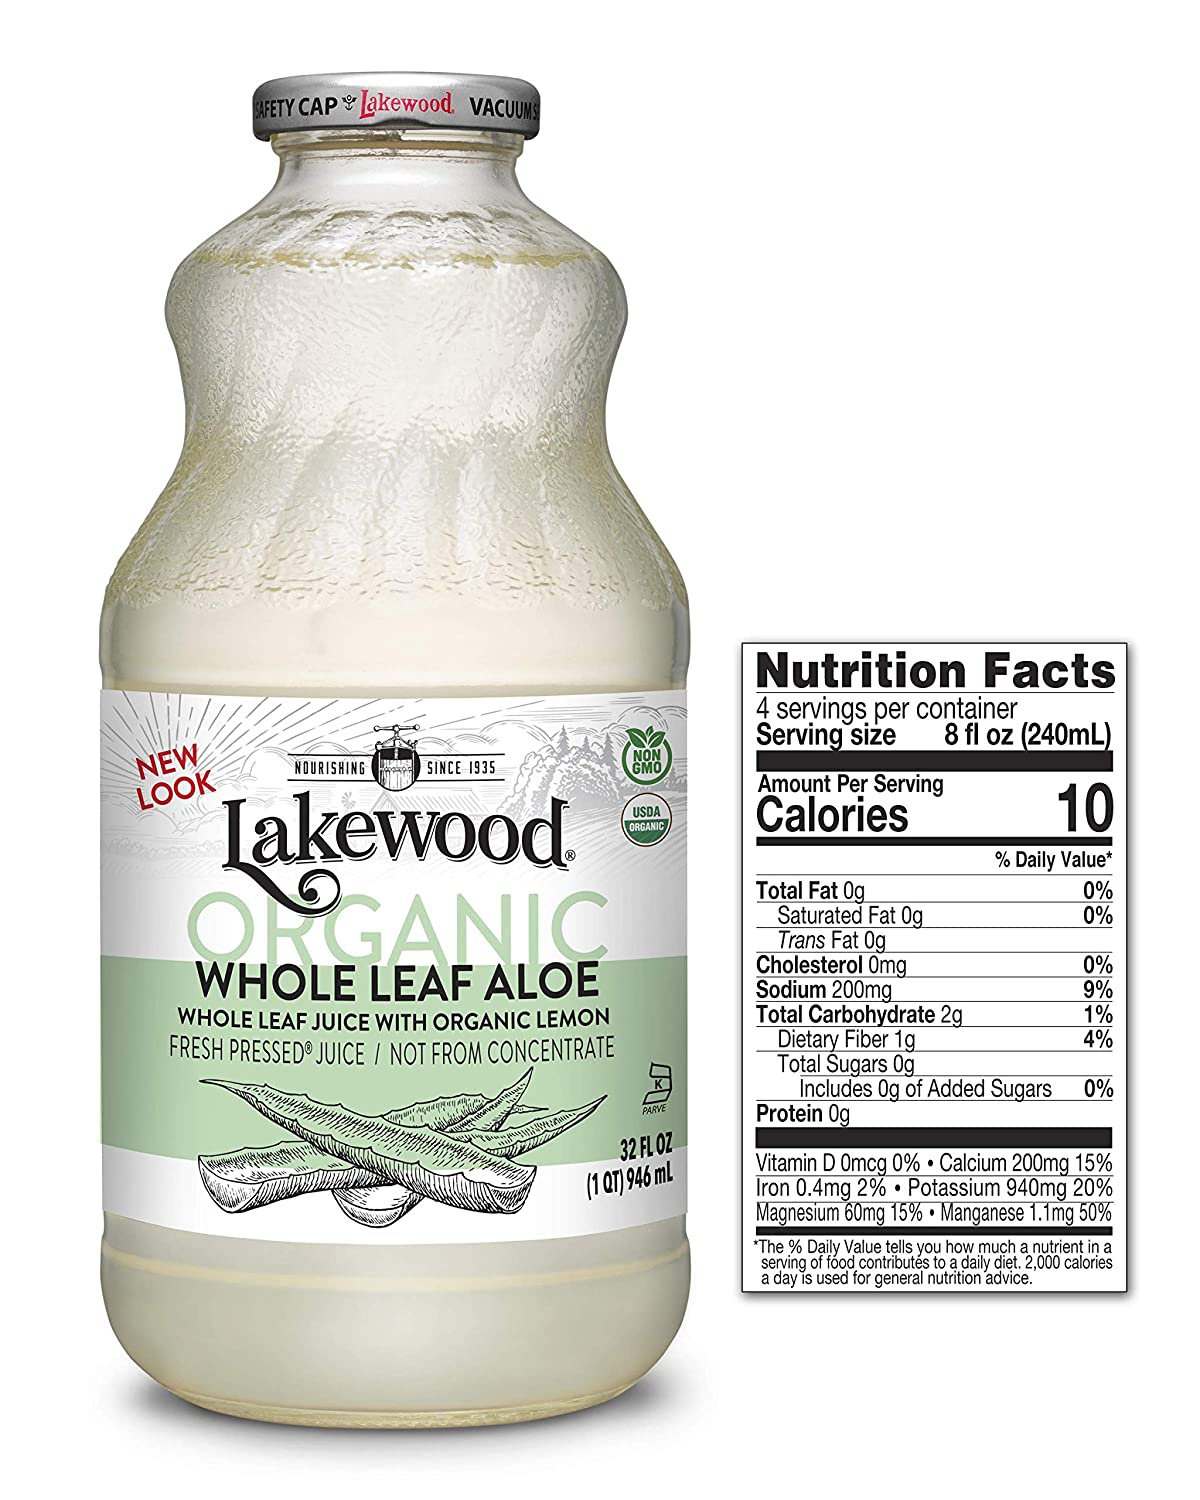 SAFETY CAP Lakewood VACUUM
NEW
LOOK
NOURISHING SINCE 1935
NON
GMO
Lakewood®
USDA
ORGANIC
ORGANIC
WHOLE LEAF ALOE
WHOLE LEAF JUICE WITH ORGANIC LEMON
FRESH PRESSED® JUICE / NOT FROM CONCENTRATE
K
PARVE
32 FL OZ
(1 QT) 946 mL
Nutrition Facts
4 servings per container
Serving size 8 fl oz (240mL)
Amount Per Serving
Calories 10
% Daily Value*
Total Fat 0g 0%
Saturated Fat 0g 0%
Trans Fat 0g
Cholesterol 0mg 0%
Sodium 200mg 9%
Total Carbohydrate 2g 1%
Dietary Fiber 1g 4%
Total Sugars 0g
Includes 0g of Added Sugars 0%
Protein 0g
Vitamin D 0mcg 0% • Calcium 200mg 15%
Iron 0.4mg 2% • Potassium 940mg 20%
Magnesium 60mg 15% • Manganese 1.1mg 50%
*The % Daily Value tells you how much a nutrient in a
serving of food contributes to a daily diet. 2,000 calories
a day is used for general nutrition advice.